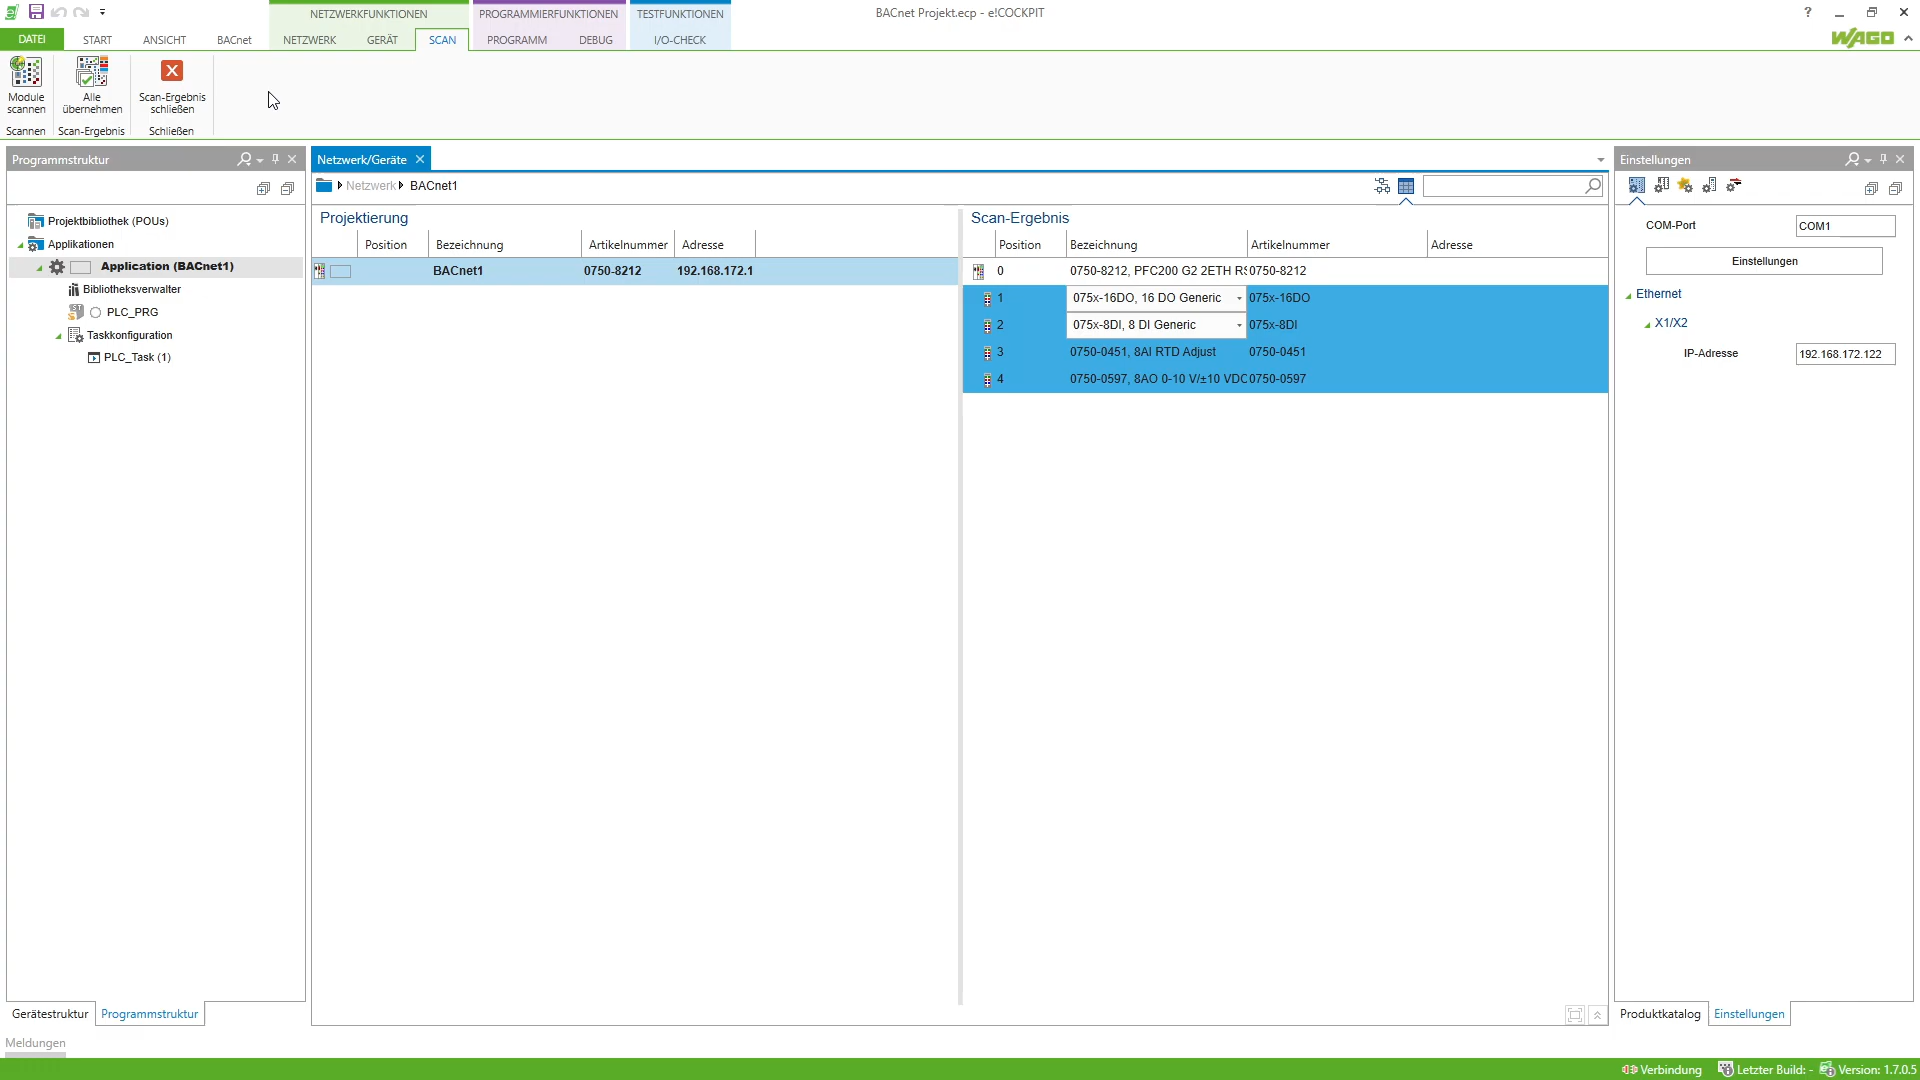 NETZWERKFUNKTIONEN PROGRAMMIERFUNKTIONEN TESTFUNKTIONEN BACnet Projekt.ecp - e!COCKPIT ?
DATEI START ANSICHT BACnet NETZWERK GERÄT SCAN PROGRAMM DEBUG I/O-CHECK WAGO
Module scannen
Alle übernehmen
Scan-Ergebnis schließen
Scannen Scan-Ergebnis Schließen
Programmstruktur
Projektbibliothek (POUs)
Applikationen
Application (BACnet1)
Bibliotheksverwalter
PLC_PRG
Taskkonfiguration
PLC_Task (1)
Gerätestruktur Programmstruktur
Netzwerk/Geräte
Netzwerk BACnet1
Projektierung
Position Bezeichnung Artikelnummer Adresse
BACnet1 0750-8212 192.168.172.1
Scan-Ergebnis
Position Bezeichnung Artikelnummer Adresse
0 0750-8212, PFC200 G2 2ETH RS 0750-8212
1 075x-16DO, 16 DO Generic 075x-16DO
2 075x-8DI, 8 DI Generic 075x-8DI
3 0750-0451, 8AI RTD Adjust 0750-0451
4 0750-0597, 8AO 0-10 V/±10 VDC 0750-0597
Einstellungen
COM-Port COM1
Einstellungen
Ethernet
X1/X2
IP-Adresse 192.168.172.122
Produktkatalog Einstellungen
Meldungen
Verbindung Letzter Build: - Version: 1.7.0.5